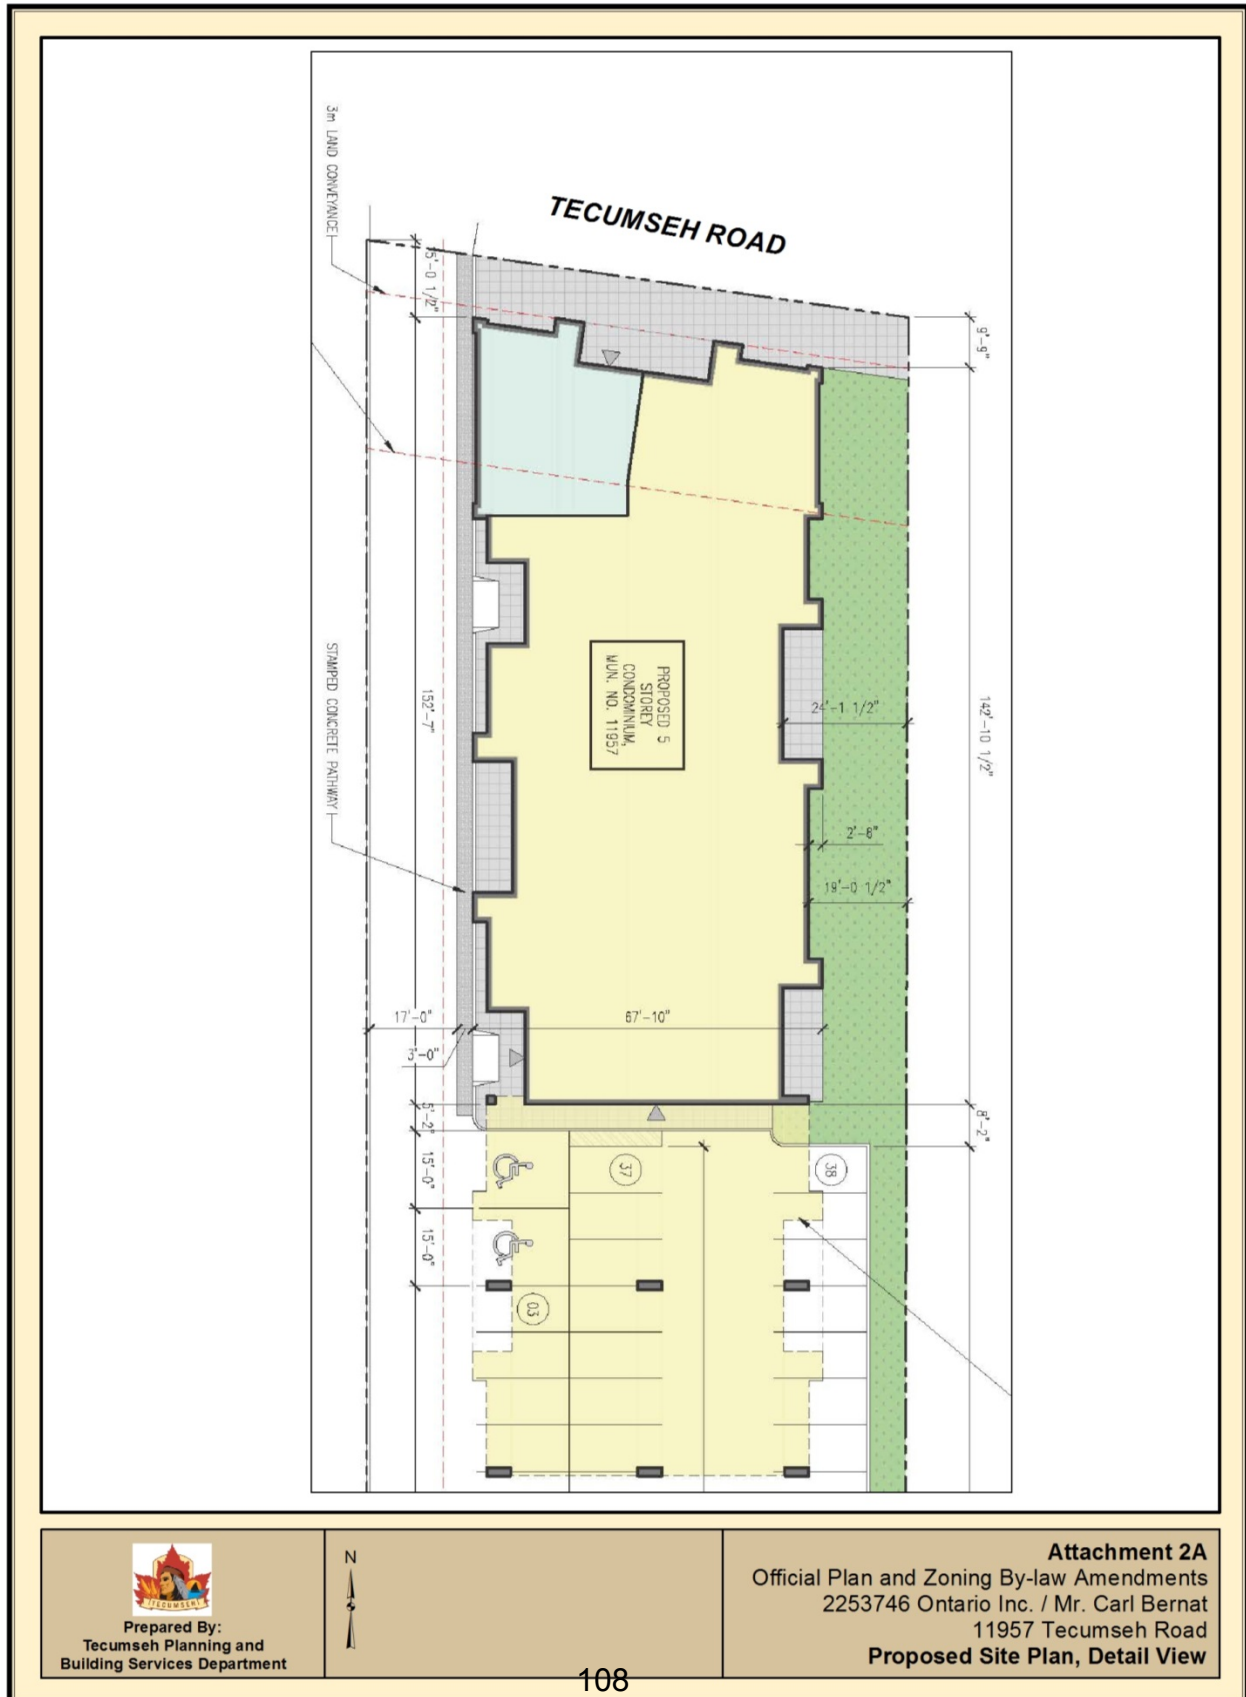 3m LAND CONVEYANCE
TECUMSEH ROAD
5'-0 1/2"
9'-9"
PROPOSED 5
STOREY
CONDOMINIUM,
MUN. NO. 11957
24'-1 1/2"
142'-10 1/2"
152'-7"
STAMPED CONCRETE PATHWAY
2'-6"
19'-0 1/2"
17'-0"
67'-10"
3'-0"
5'-2"
8'-2"
15'-0"
37
38
15'-0"
03
TECUMSEH
Prepared By:
Tecumseh Planning and
Building Services Department
N
Attachment 2A
Official Plan and Zoning By-law Amendments
2253746 Ontario Inc. / Mr. Carl Bernat
11957 Tecumseh Road
Proposed Site Plan, Detail View
108